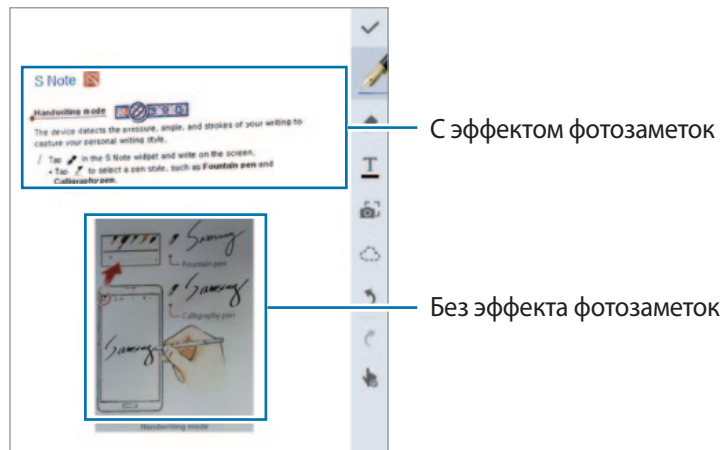 S Note
Handwriting mode
The device detects the pressure, angle, and strokes of your writing to
capture your personal writing style.
Tap in the S Note widget and write on the screen.
• Tap to select a pen style, such as Fountain pen and
Calligraphy pen.
С эффектом фотозаметок
T
Samsung
Fountain pen
Samsung
Calligraphy pen
Без эффекта фотозаметок
Samsung
Handwriting mode